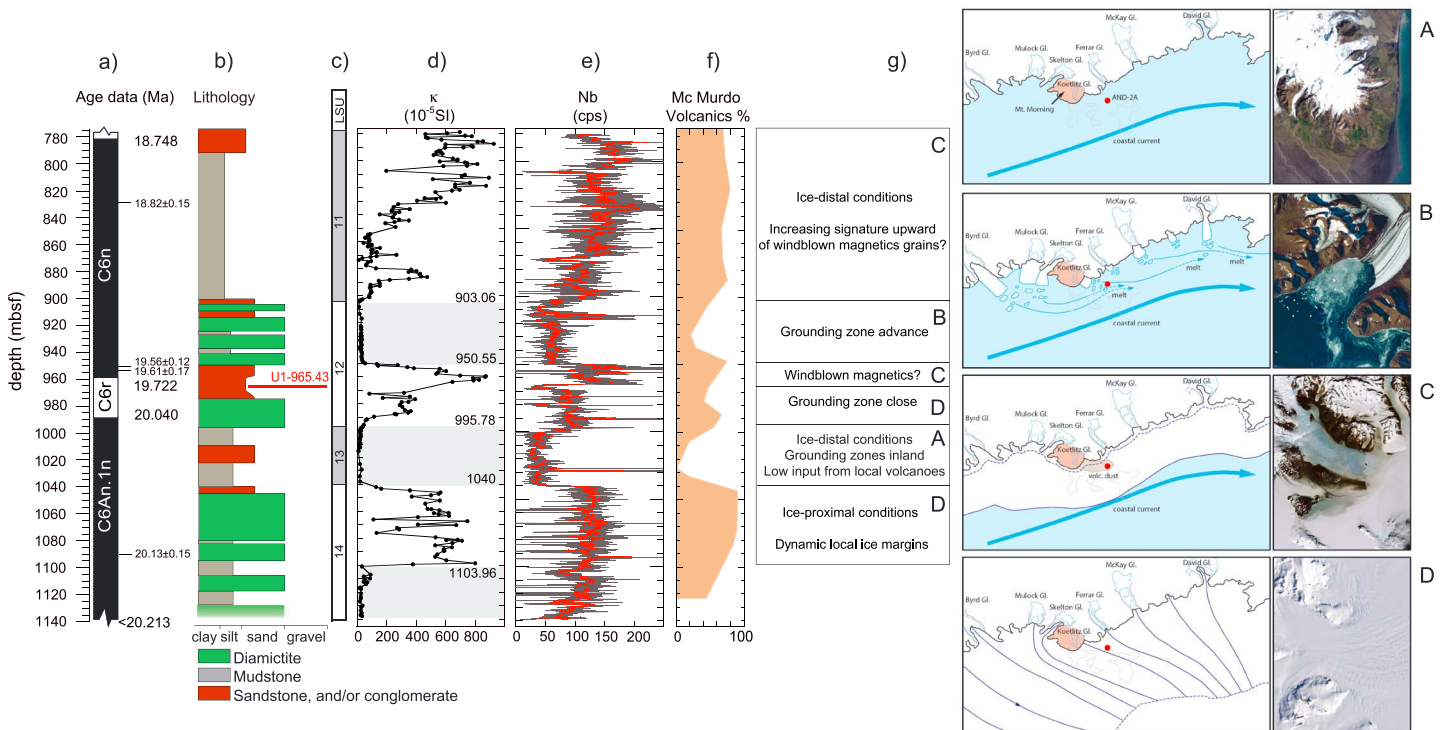 a)
b)
c)
d)
e)
f)
g)
Age data (Ma)
Lithology
LSU
κ
(10⁻⁵SI)
Nb
(cps)
Mc Murdo
Volcanics %
depth (mbsf)
780
800
820
840
860
880
900
920
940
960
980
1000
1020
1040
1060
1080
1100
1120
1140
C6n
C6r
C6An.1n
18.748
18.82±0.15
19.56±0.12
19.61±0.17
19.722
20.040
20.13±0.15
<20.213
U1-965.43
clay silt sand gravel
Diamictite
Mudstone
Sandstone, and/or conglomerate
11
12
13
14
903.06
950.55
995.78
1040
1103.96
0 200 400 600 800
0 50 100 150 200
0 100
C
Ice-distal conditions
Increasing signature upward
of windblown magnetics grains?
B
Grounding zone advance
Windblown magnetics? C
Grounding zone close
D
A
Ice-distal conditions
Grounding zones inland
Low input from local volcanoes
Ice-proximal conditions D
Dynamic local ice margins
A
Byrd Gl.
Mulock Gl.
Skelton Gl.
Ferrar Gl.
McKay Gl.
David Gl.
Koetlitz Gl.
Mt. Morning
AND-2A
coastal current
B
Byrd Gl.
Mulock Gl.
Skelton Gl.
Ferrar Gl.
McKay Gl.
David Gl.
Koetlitz Gl.
melt
melt
melt
coastal current
C
Byrd Gl.
Mulock Gl.
Skelton Gl.
Ferrar Gl.
McKay Gl.
David Gl.
Koetlitz Gl.
volc. dust
coastal current
D
Byrd Gl.
Mulock Gl.
Skelton Gl.
Ferrar Gl.
McKay Gl.
David Gl.
Koetlitz Gl.